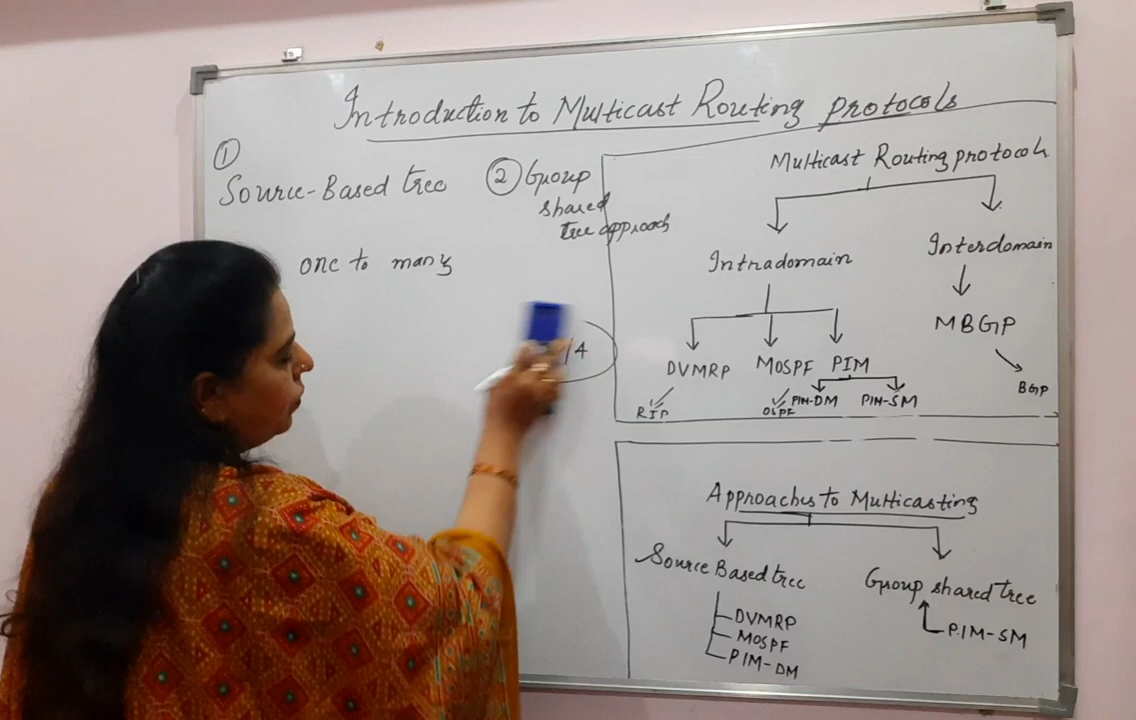 Introduction to Multicast Routing protocols
①
Source-Based tree
② Group
shared
tree approach
one to many
14
Multicast Routing protocols
Intradomain
Interdomain
MBGP
BGP
DVMRP
MOSPF
PIM
RIP
OSPF
PIM-DM
PIM-SM
Approaches to Multicasting
Source Based tree
DVMRP
MOSPF
PIM-DM
Group shared tree
PIM-SM